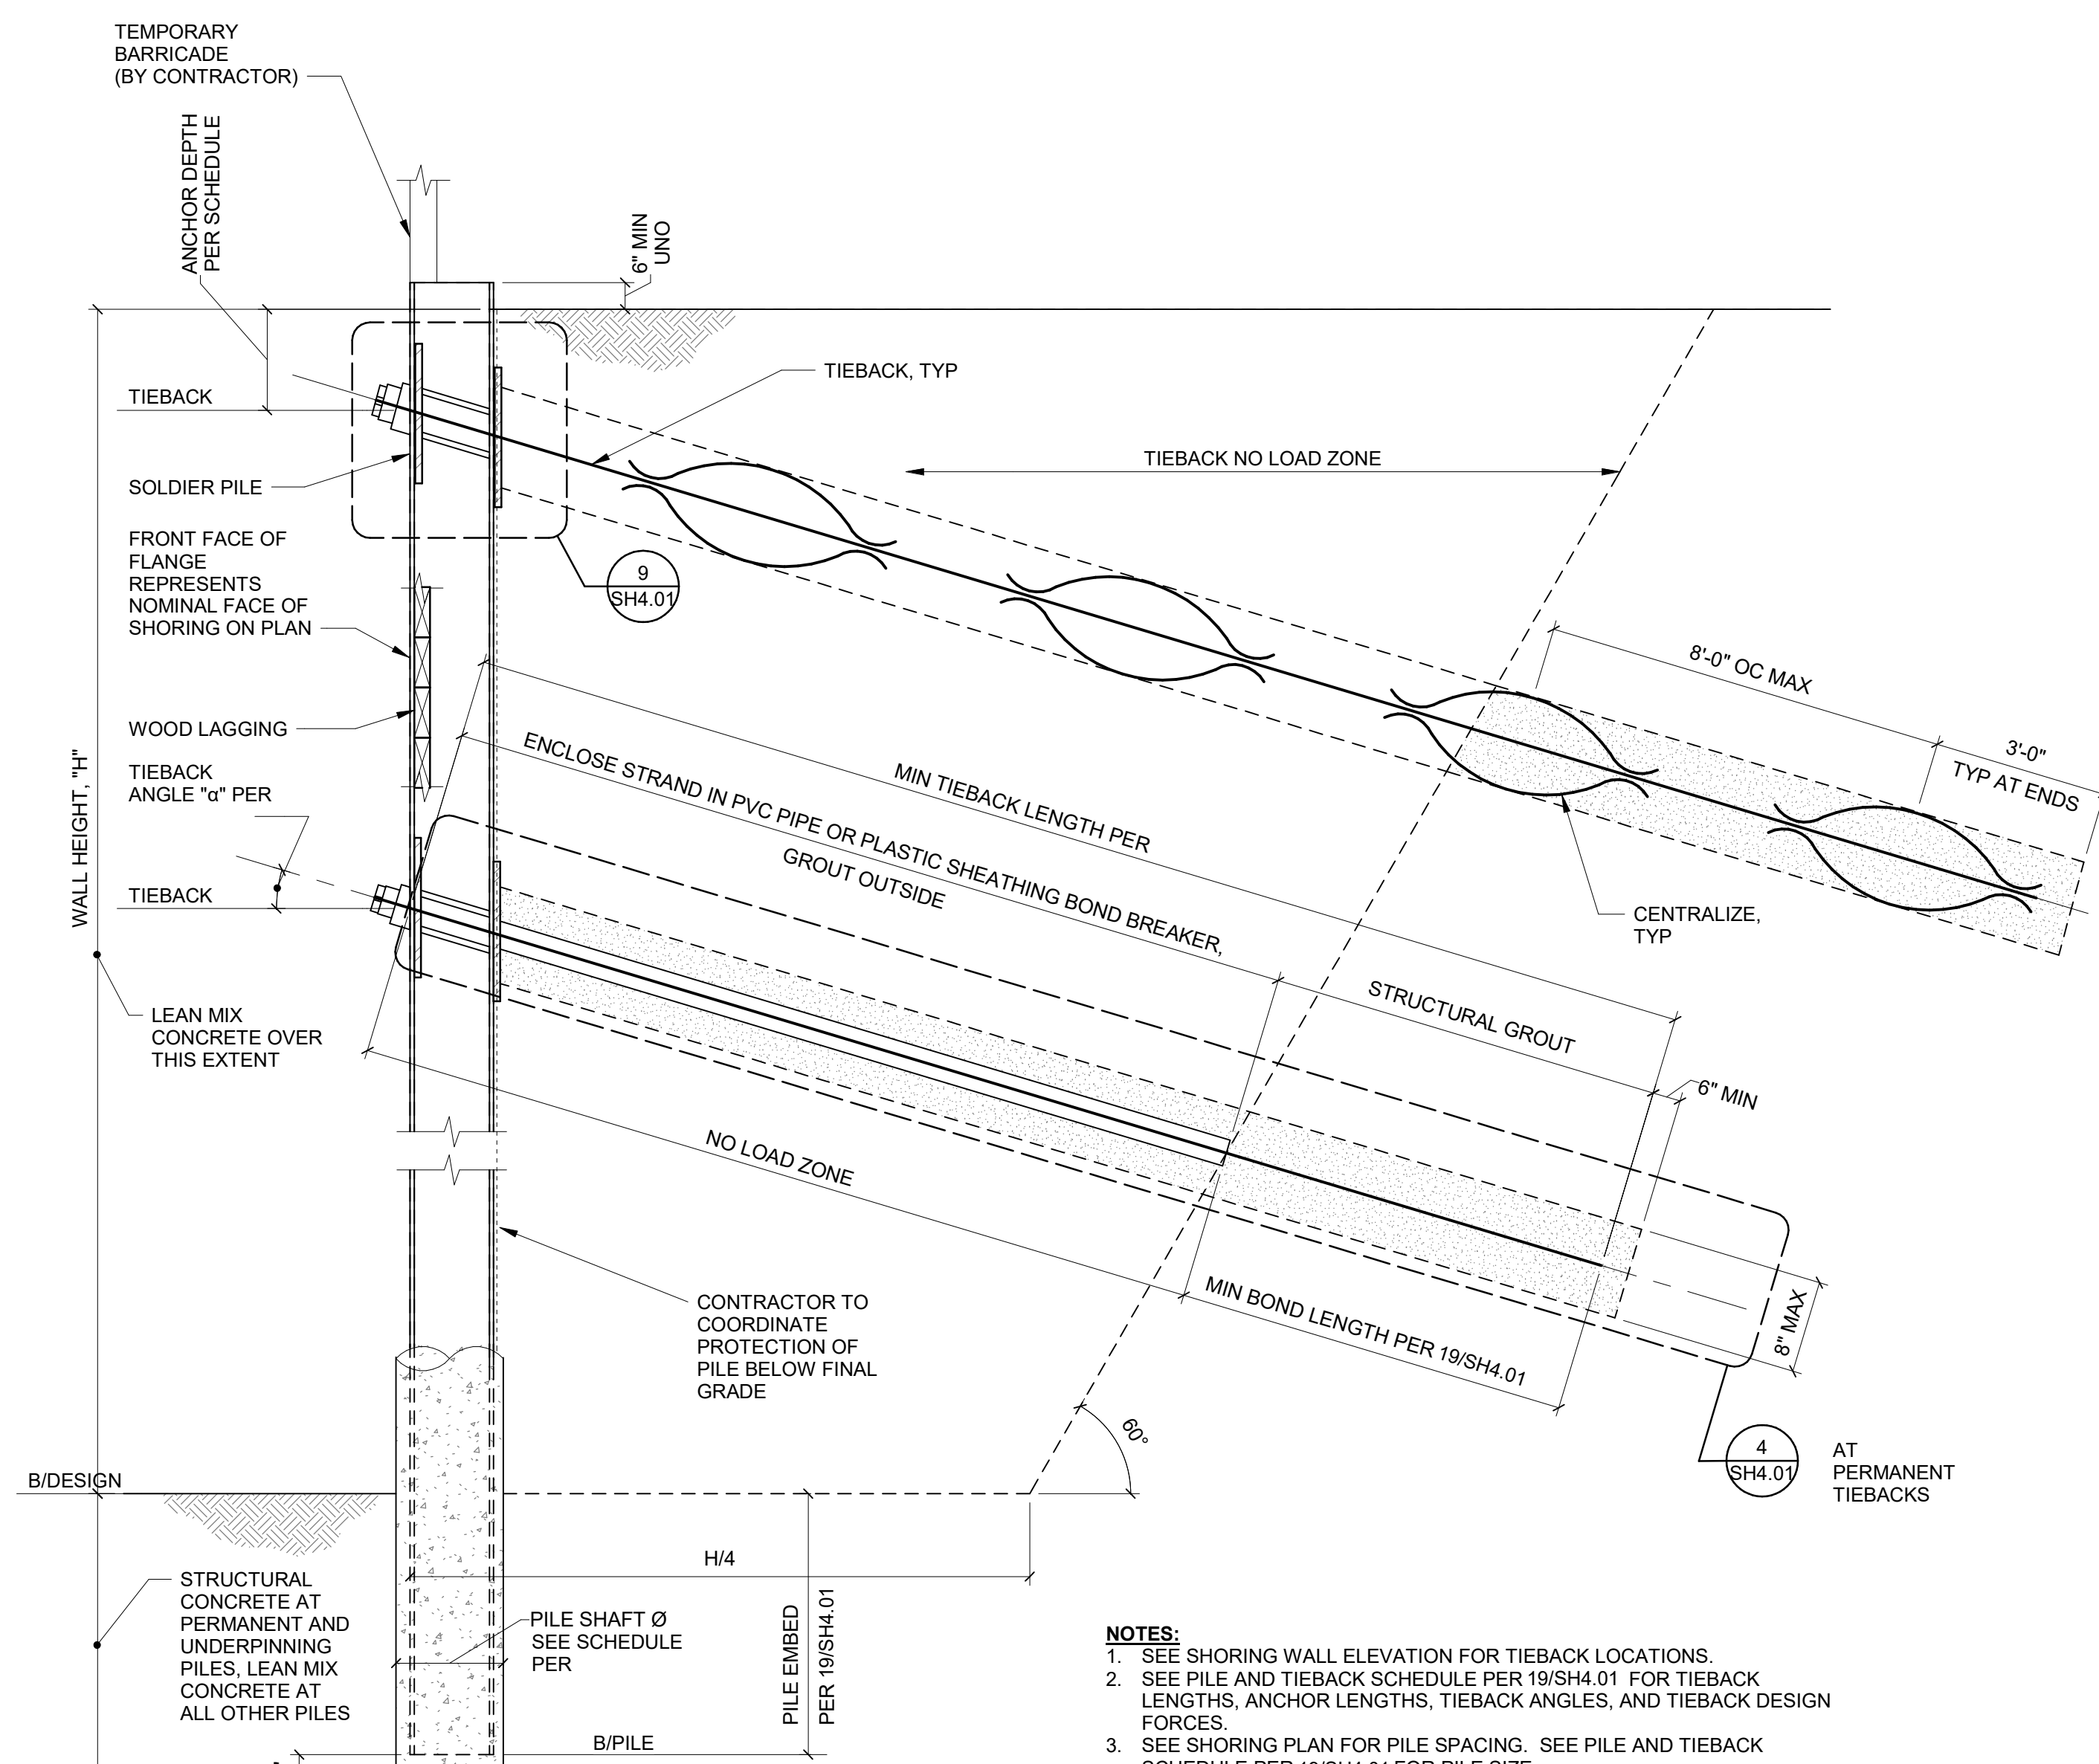 TEMPORARY
BARRICADE
(BY CONTRACTOR)
ANCHOR DEPTH
PER SCHEDULE
6" MIN
UNO
TIEBACK
TIEBACK, TYP
TIEBACK NO LOAD ZONE
SOLDIER PILE
FRONT FACE OF
FLANGE
REPRESENTS
NOMINAL FACE OF
SHORING ON PLAN
9
SH4.01
8'-0" OC MAX
3'-0"
TYP AT ENDS
WOOD LAGGING
TIEBACK
ANGLE "α" PER
MIN TIEBACK LENGTH PER
ENCLOSE STRAND IN PVC PIPE OR PLASTIC SHEATHING BOND BREAKER,
GROUT OUTSIDE
WALL HEIGHT, "H"
TIEBACK
CENTRALIZE,
TYP
STRUCTURAL GROUT
LEAN MIX
CONCRETE OVER
THIS EXTENT
6" MIN
NO LOAD ZONE
CONTRACTOR TO
COORDINATE
PROTECTION OF
PILE BELOW FINAL
GRADE
MIN BOND LENGTH PER 19/SH4.01
8" MAX
60°
4
SH4.01
AT
PERMANENT
TIEBACKS
B/DESIGN
H/4
STRUCTURAL
CONCRETE AT
PERMANENT AND
UNDERPINNING
PILES, LEAN MIX
CONCRETE AT
ALL OTHER PILES
PILE SHAFT Ø
SEE SCHEDULE
PER
PILE EMBED
PER 19/SH4.01
B/PILE
NOTES:
1. SEE SHORING WALL ELEVATION FOR TIEBACK LOCATIONS.
2. SEE PILE AND TIEBACK SCHEDULE PER 19/SH4.01 FOR TIEBACK
LENGTHS, ANCHOR LENGTHS, TIEBACK ANGLES, AND TIEBACK DESIGN
FORCES.
3. SEE SHORING PLAN FOR PILE SPACING. SEE PILE AND TIEBACK
SCHEDULE PER 19/SH4.01 FOR PILE SIZE